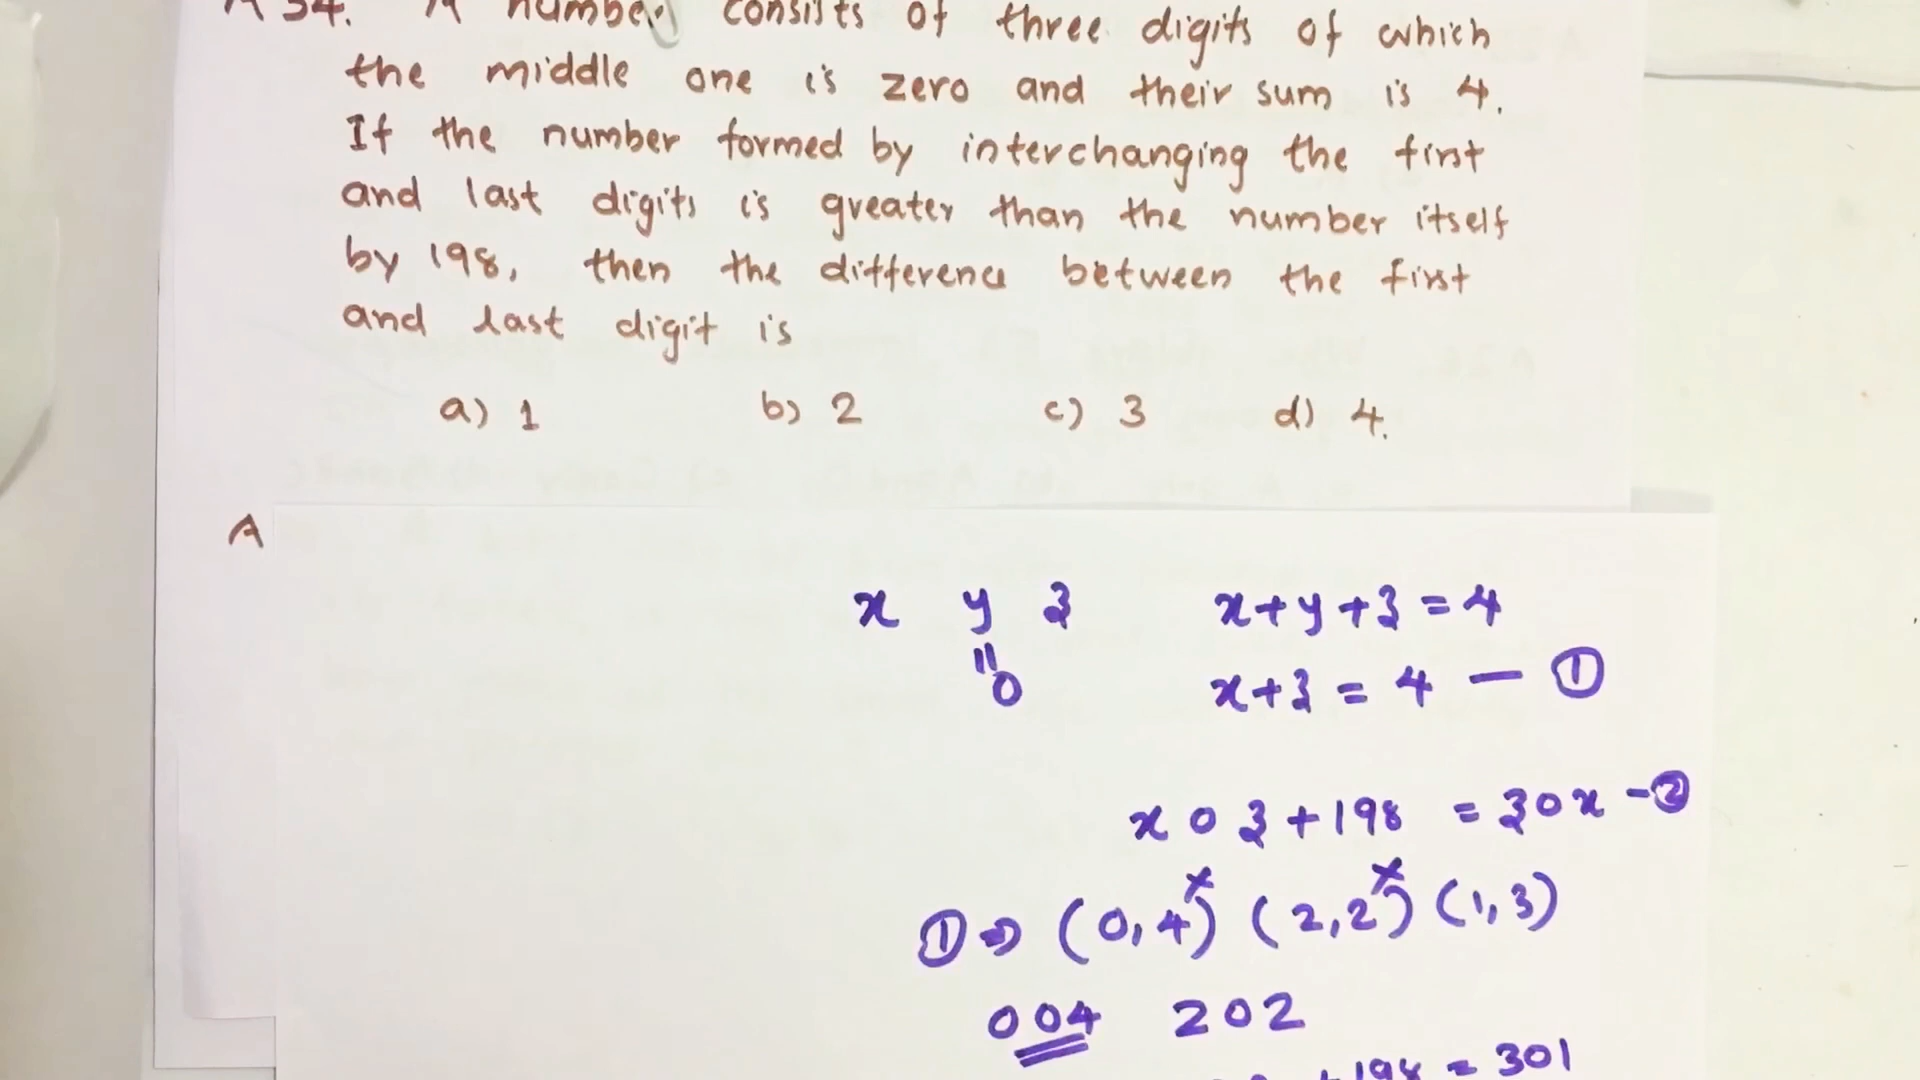 A 34. A number consists of three digits of which
the middle one is zero and their sum is 4.
If the number formed by interchanging the first
and last digits is greater than the number itself
by 198, then the difference between the first
and last digit is
a) 1 b) 2 c) 3 d) 4.
A
x y z x+y+z=4
"
0 x+z = 4 — ①
x 0 z + 198 = z0x - ②
① ⇒ (0,4)× (2,2)× (1,3)
004 202
+ 198 = 301